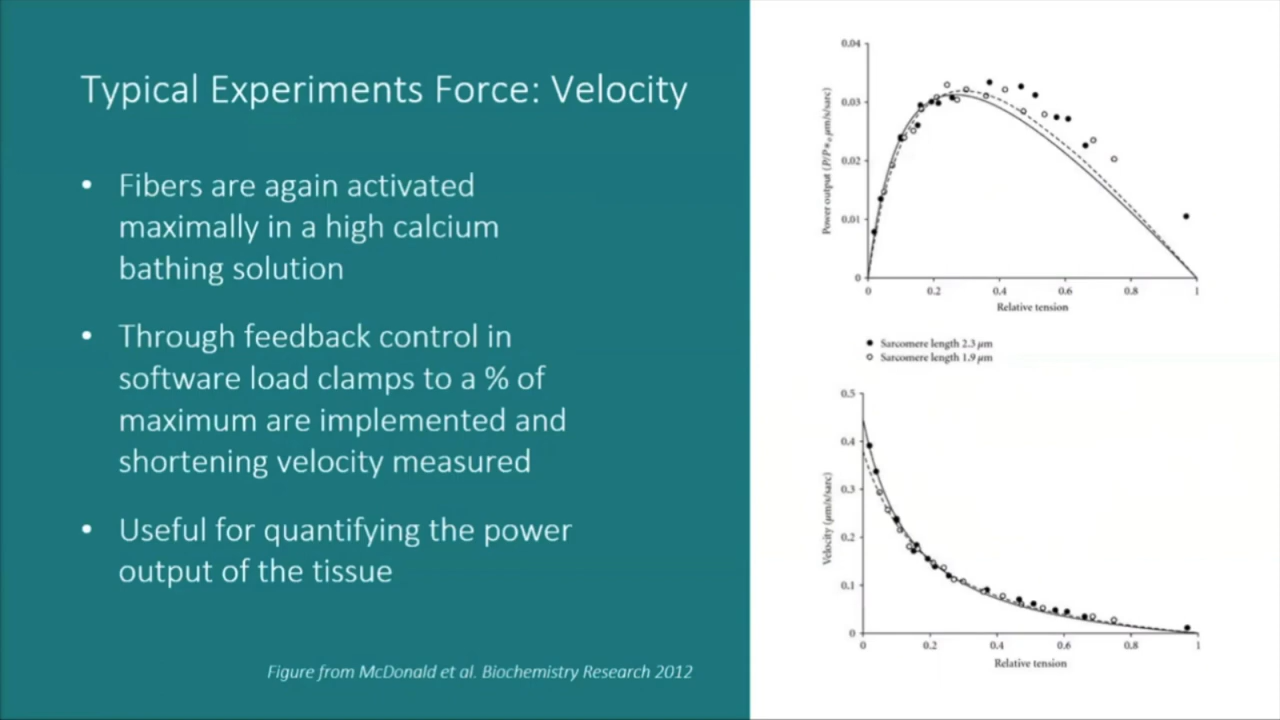 Typical Experiments Force: Velocity
• Fibers are again activated
maximally in a high calcium
bathing solution
• Through feedback control in
software load clamps to a % of
maximum are implemented and
shortening velocity measured
• Useful for quantifying the power
output of the tissue
Figure from McDonald et al. Biochemistry Research 2012
0.04
0.03
0.02
0.01
0
Power output (P/P∗₀ μm/s/sarc)
0 0.2 0.4 0.6 0.8 1
Relative tension
● Sarcomere length 2.3 μm
○ Sarcomere length 1.9 μm
0.5
0.4
0.3
0.2
0.1
0
Velocity (μm/s/sarc)
0 0.2 0.4 0.6 0.8 1
Relative tension